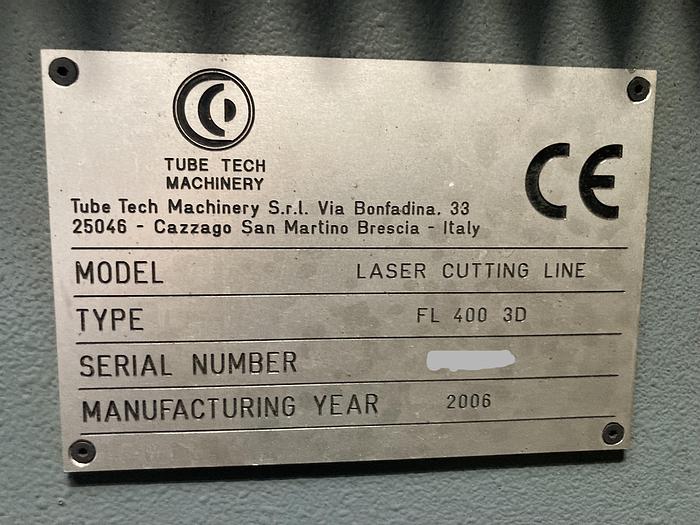 TUBE TECH
MACHINERY
CE
Tube Tech Machinery S.r.l. Via Bonfadina, 33
25046 - Cazzago San Martino Brescia - Italy
MODEL LASER CUTTING LINE
TYPE FL 400 3D
SERIAL NUMBER
MANUFACTURING YEAR 2006